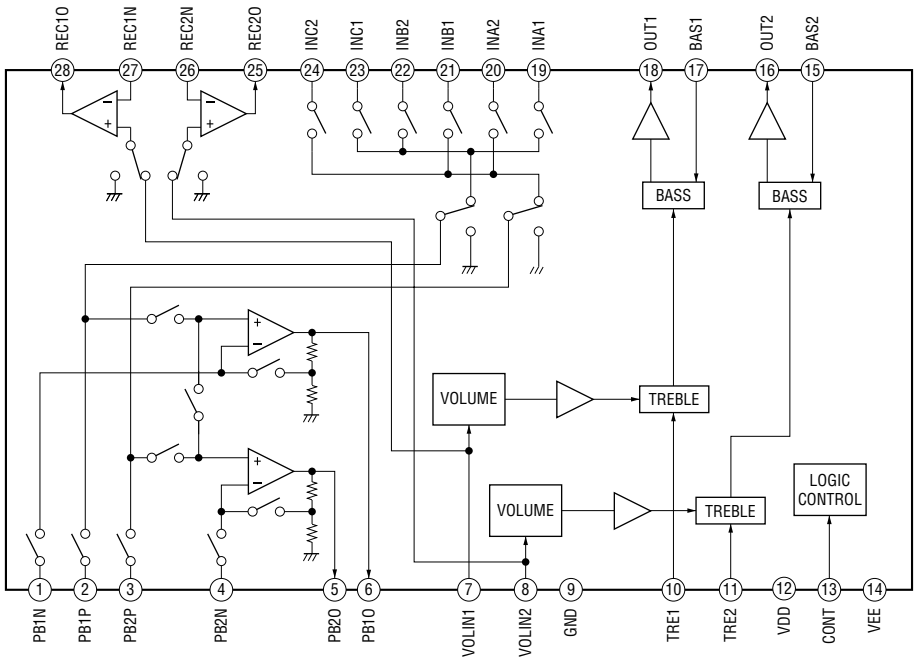 REC1O REC1N REC2N REC2O INC2 INC1 INB2 INB1 INA2 INA1 OUT1 BAS1 OUT2 BAS2
28 27 26 25 24 23 22 21 20 19 18 17 16 15
− − 
+ +
BASS BASS
+
−
VOLUME
TREBLE
+
−
VOLUME
TREBLE
LOGIC
CONTROL
1 2 3 4 5 6 7 8 9 10 11 12 13 14
PB1N PB1P PB2P PB2N PB2O PB1O VOLIN1 VOLIN2 GND TRE1 TRE2 VDD CONT VEE